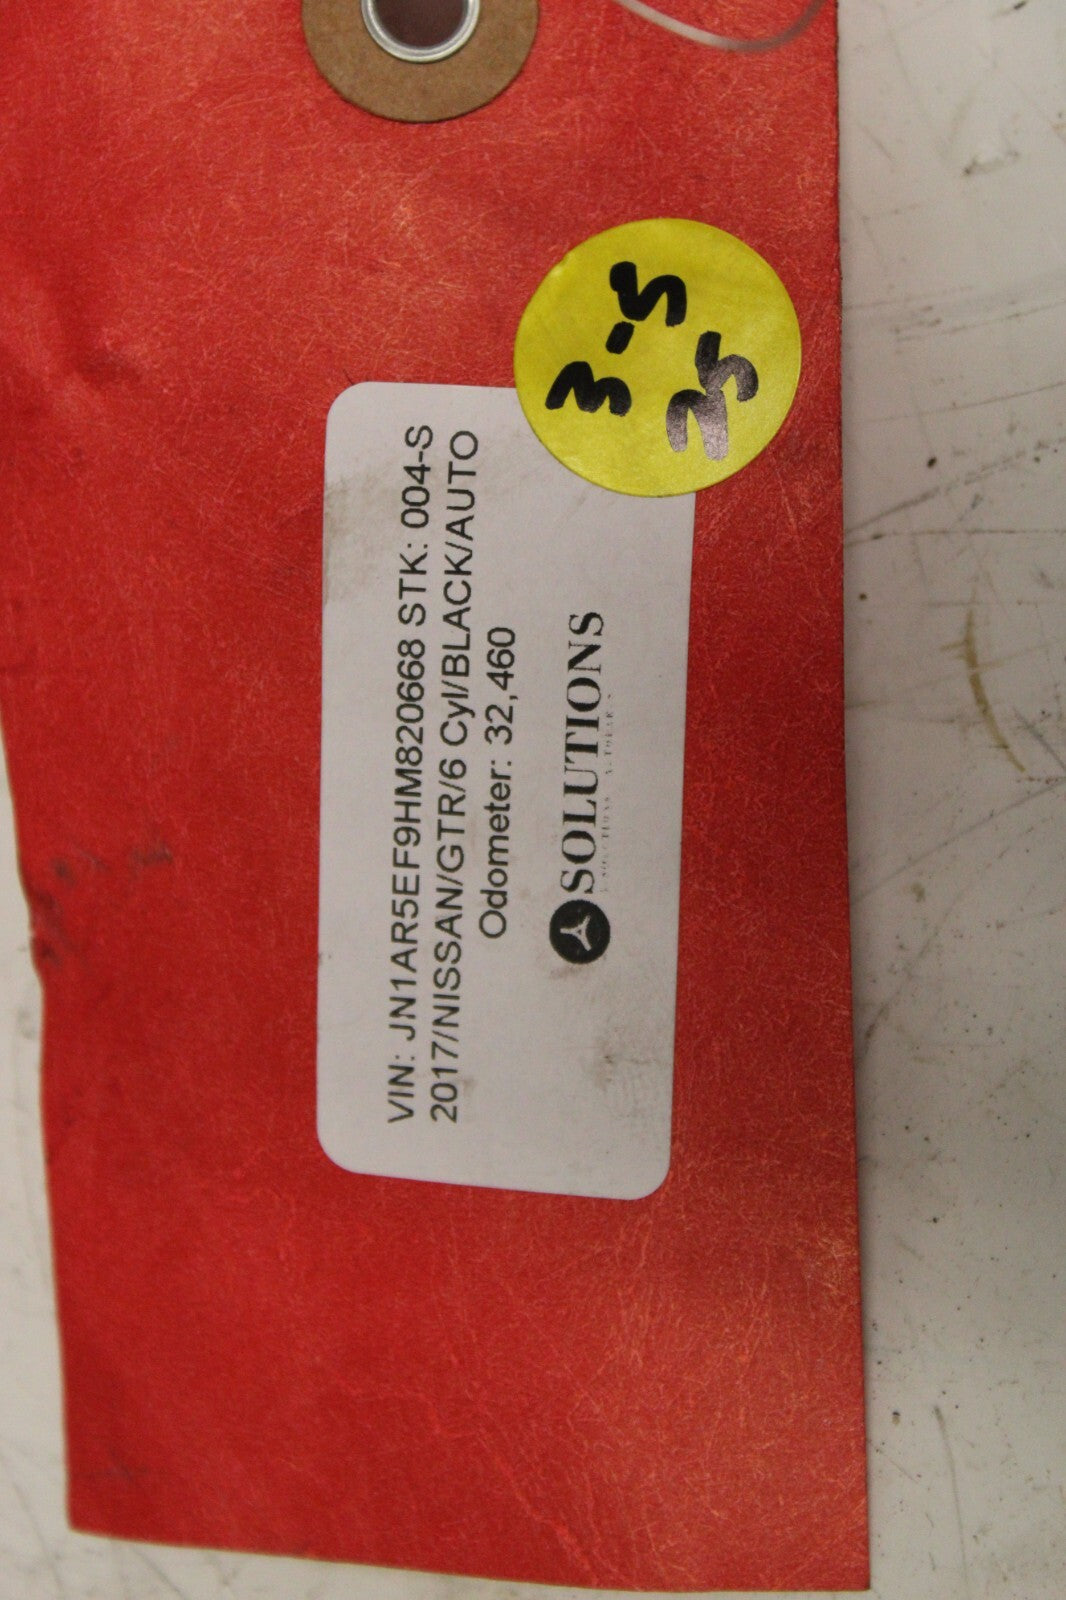 VIN: JN1AR5EF9HM820668 STK: 004-S
2017/NISSAN/GTR/6 Cyl/BLACK/AUTO
Odometer: 32,460
SOLUTIONS
3-5
25